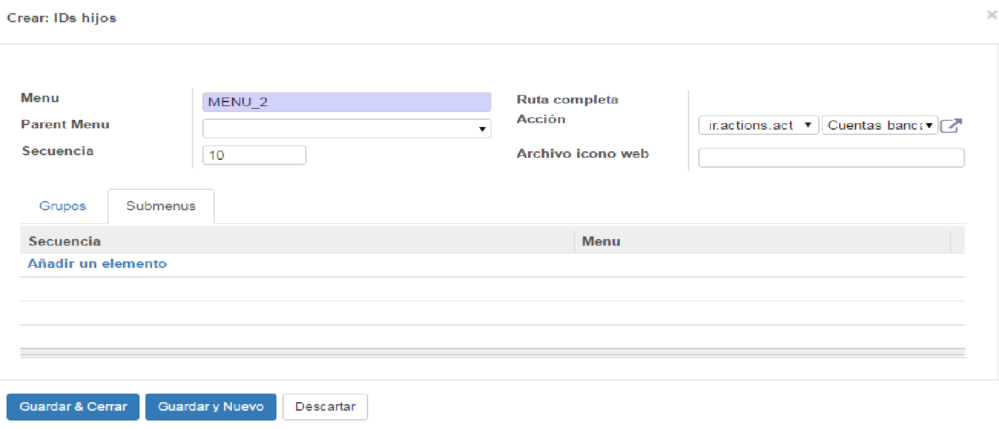 Crear: IDs hijos ×
Menu MENU_2
Parent Menu
Secuencia 10
Ruta completa
Acción ir.actions.act Cuentas
Archivo icono web
Grupos Submenus
Secuencia Menu
Añadir un elemento
Guardar & Cerrar Guardar y Nuevo Descartar